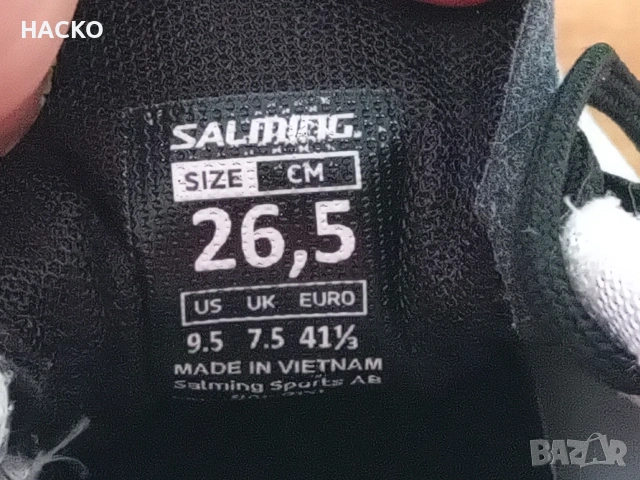 HACKO
SALMING.
SIZE CM
26,5
US UK EURO
9.5 7.5 41⅓
MADE IN VIETNAM
Salming Sports AB
BAZAR